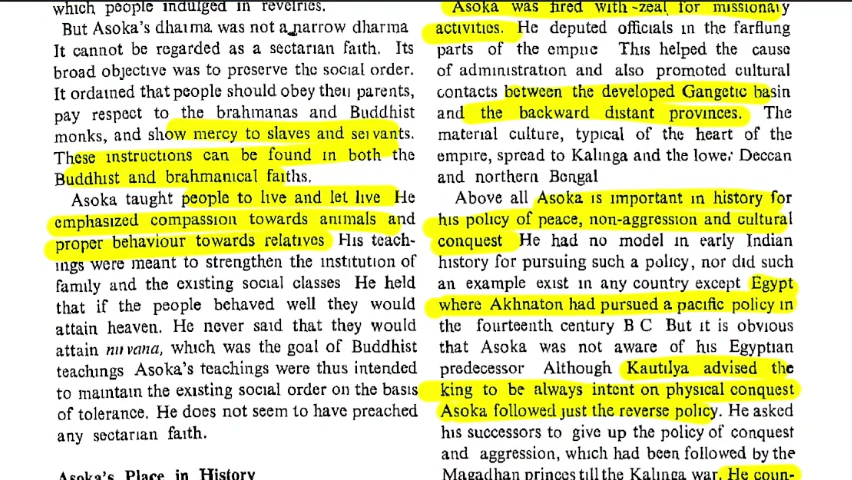 which people indulged in revelries.
But Asoka's dharma was not a narrow dharma
It cannot be regarded as a sectarian faith. Its
broad objective was to preserve the social order.
It ordained that people should obey their parents,
pay respect to the brahmanas and Buddhist
monks, and show mercy to slaves and servants.
These instructions can be found in both the
Buddhist and brahmanical faiths.
Asoka taught people to live and let live He
emphasized compassion towards animals and
proper behaviour towards relatives His teach-
ings were meant to strengthen the institution of
family and the existing social classes He held
that if the people behaved well they would
attain heaven. He never said that they would
attain nirvana, which was the goal of Buddhist
teachings Asoka's teachings were thus intended
to maintain the existing social order on the basis
of tolerance. He does not seem to have preached
any sectarian faith.
Asoka's Place in History
Asoka was fired with zeal for missionary
activities. He deputed officials in the farflung
parts of the empire This helped the cause
of administration and also promoted cultural
contacts between the developed Gangetic basin
and the backward distant provinces. The
material culture, typical of the heart of the
empire, spread to Kalinga and the lower Deccan
and northern Bengal
Above all Asoka is important in history for
his policy of peace, non-aggression and cultural
conquest He had no model in early Indian
history for pursuing such a policy, nor did such
an example exist in any country except Egypt
where Akhnaton had pursued a pacific policy in
the fourteenth century B C But it is obvious
that Asoka was not aware of his Egyptian
predecessor Although Kautilya advised the
king to be always intent on physical conquest
Asoka followed just the reverse policy. He asked
his successors to give up the policy of conquest
and aggression, which had been followed by the
Magadhan princes till the Kalinga war. He coun-